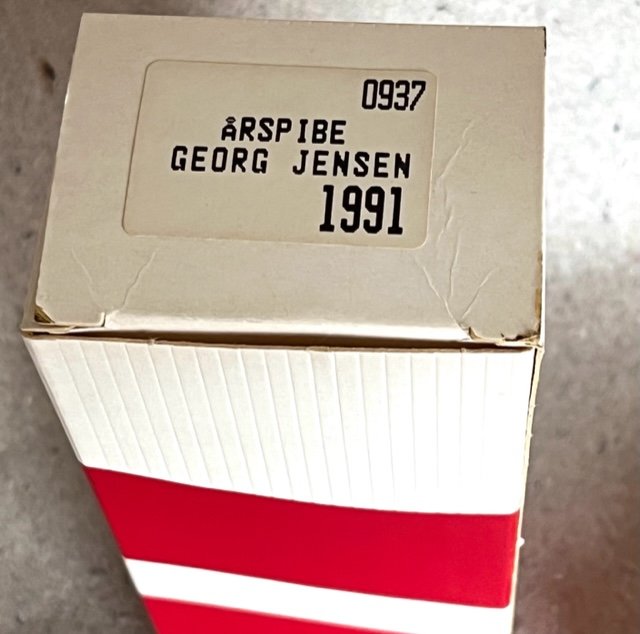 0937
ÅRSPIBE
GEORG JENSEN
1991